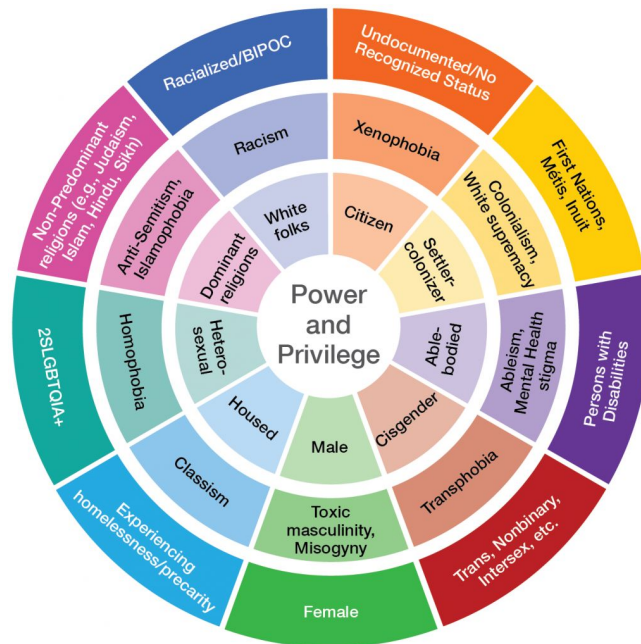 Racialized/BIPOC
Undocumented/No
Recognized Status
First Nations,
Métis, Inuit
Persons with
Disabilities
Trans, Nonbinary,
Intersex, etc.
Female
Experiencing
homelessness/precarity
2SLGBTQIA+
Non-Predominant
religions (e.g., Judaism,
Islam, Hindu, Sikh)
Racism
Xenophobia
Colonialism,
White supremacy
Ableism,
Mental Health
stigma
Transphobia
Toxic
masculinity,
Misogyny
Classism
Homophobia
Anti-Semitism,
Islamophobia
White
folks
Citizen
Settler-
colonizer
Able-
bodied
Cisgender
Male
Housed
Hetero-
sexual
Dominant
religions
Power
and
Privilege